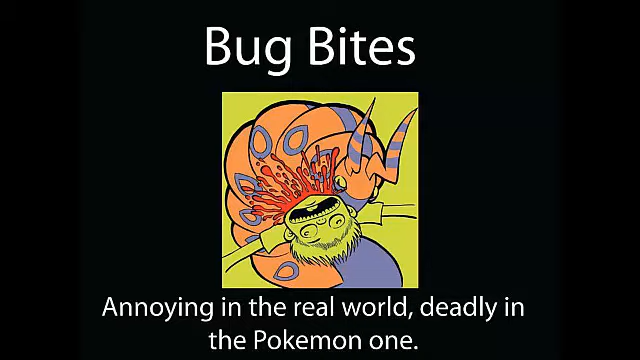 Bug Bites
Annoying in the real world, deadly in
the Pokemon one.